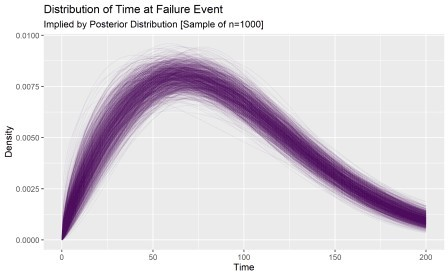 Distribution of Time at Failure Event
Implied by Posterior Distribution [Sample of n=1000]
0.0100
0.0075
0.0050
0.0025
0.0000
Density
0 50 100 150 200
Time